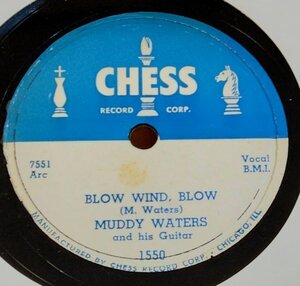 CHESS
RECORD CORP.
7551
Arc
Vocal
B.M.I.
BLOW WIND, BLOW
(M. Waters)
MUDDY WATERS
and his Guitar
1550
MANUFACTURED BY CHESS RECORD CORP. · CHICAGO, ILL